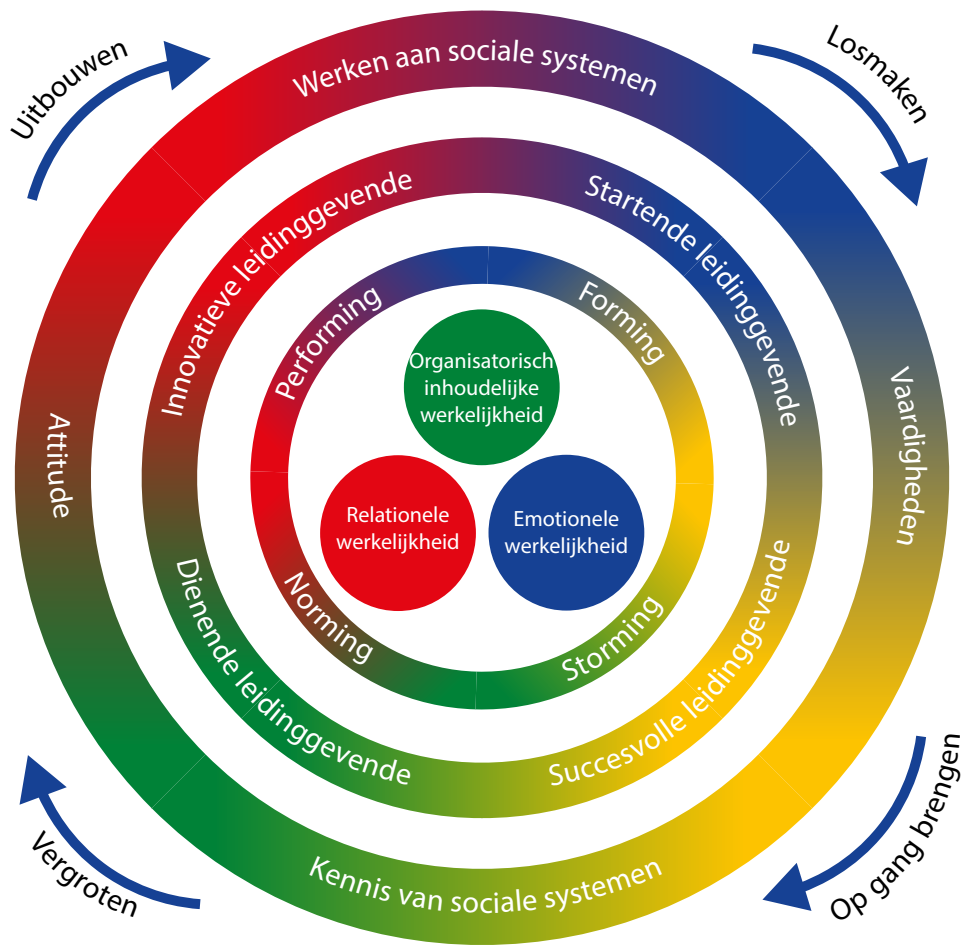 Uitbouwen
Losmaken
Werken aan sociale systemen
Innovatieve leidinggevende
Startende leidinggevende
Performing
Forming
Organisatorisch
inhoudelijke
werkelijkheid
Attitude
Vaardigheden
Relationele
werkelijkheid
Emotionele
werkelijkheid
Norming
Storming
Dienende leidinggevende
Succesvolle leidinggevende
Kennis van sociale systemen
Vergroten
Op gang brengen